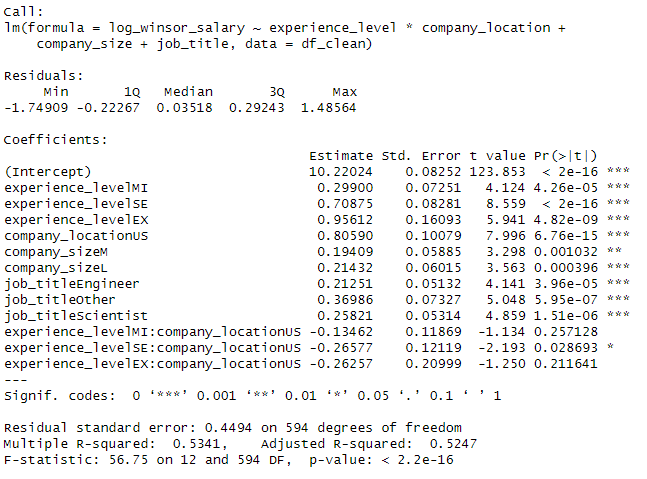 Call:
lm(formula = log_winsor_salary ~ experience_level * company_location +
    company_size + job_title, data = df_clean)

Residuals:
     Min       1Q   Median       3Q      Max
-1.74909 -0.22267  0.03518  0.29243  1.48564

Coefficients:
                                     Estimate Std. Error t value Pr(>|t|)
(Intercept)                          10.22024    0.08252 123.853  < 2e-16 ***
experience_levelMI                    0.29900    0.07251   4.124 4.26e-05 ***
experience_levelSE                    0.70875    0.08281   8.559  < 2e-16 ***
experience_levelEX                    0.95612    0.16093   5.941 4.82e-09 ***
company_locationUS                    0.80590    0.10079   7.996 6.76e-15 ***
company_sizeM                         0.19409    0.05885   3.298 0.001032 **
company_sizeL                         0.21432    0.06015   3.563 0.000396 ***
job_titleEngineer                     0.21251    0.05132   4.141 3.96e-05 ***
job_titleOther                        0.36986    0.07327   5.048 5.95e-07 ***
job_titleScientist                    0.25821    0.05314   4.859 1.51e-06 ***
experience_levelMI:company_locationUS -0.13462    0.11869  -1.134 0.257128
experience_levelSE:company_locationUS -0.26577    0.12119  -2.193 0.028693 *
experience_levelEX:company_locationUS -0.26257    0.20999  -1.250 0.211641
---
Signif. codes:  0 ‘***’ 0.001 ‘**’ 0.01 ‘*’ 0.05 ‘.’ 0.1 ‘ ’ 1

Residual standard error: 0.4494 on 594 degrees of freedom
Multiple R-squared:  0.5341,    Adjusted R-squared:  0.5247
F-statistic: 56.75 on 12 and 594 DF,  p-value: < 2.2e-16